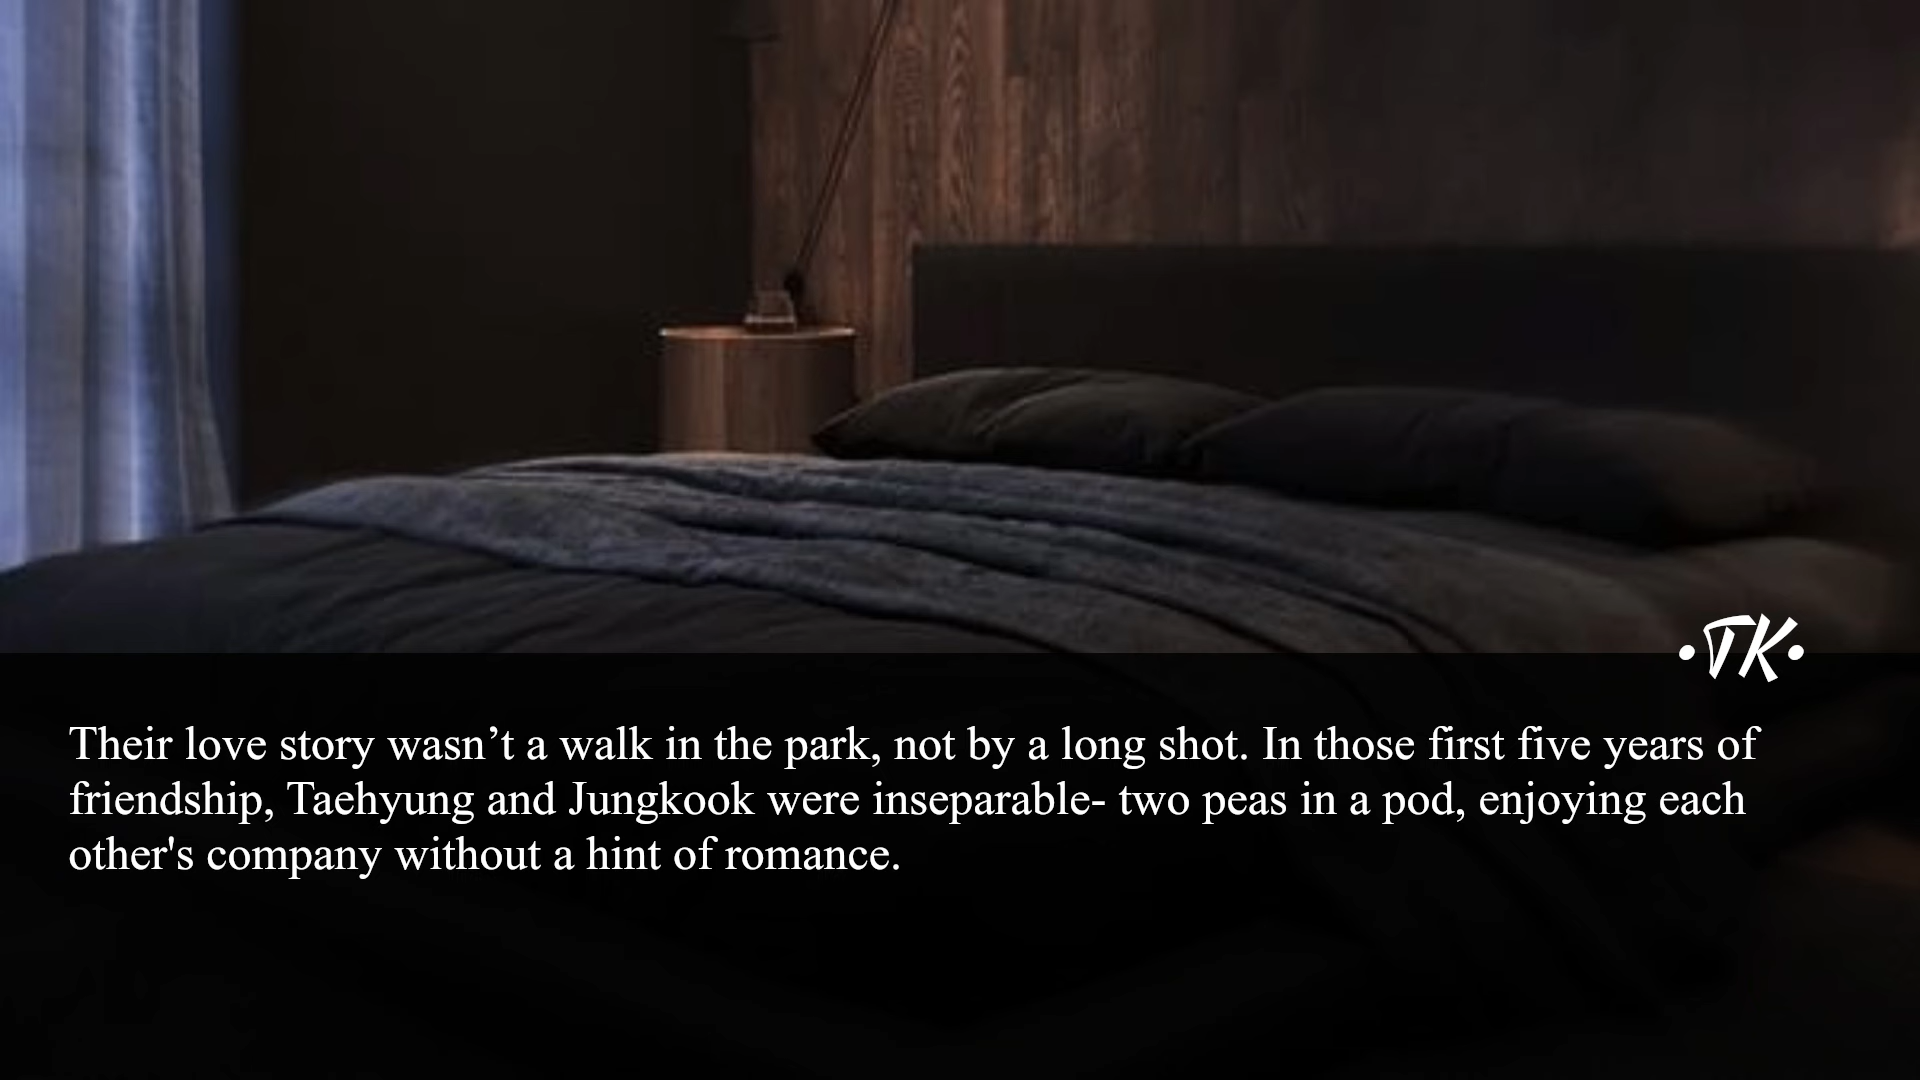 •TK•
Their love story wasn’t a walk in the park, not by a long shot. In those first five years of
friendship, Taehyung and Jungkook were inseparable- two peas in a pod, enjoying each
other's company without a hint of romance.